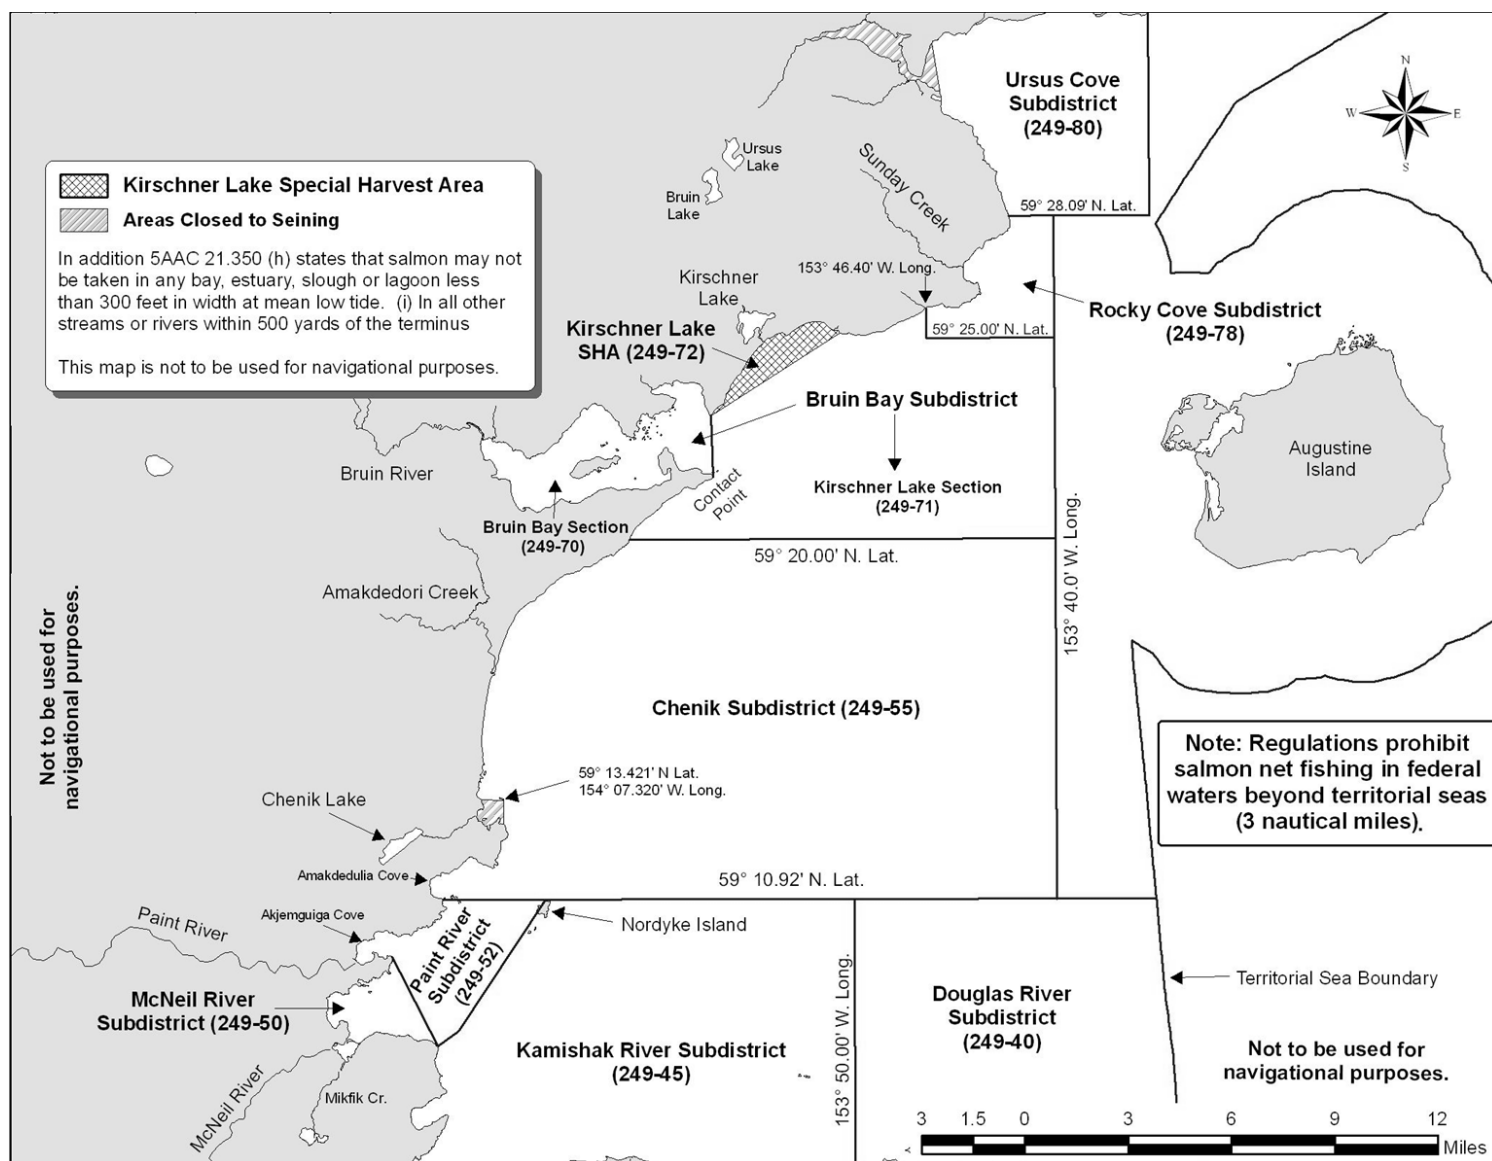 Ursus Cove
Subdistrict
(249-80)
N
W
E
S
59° 28.09' N. Lat.
Kirschner Lake Special Harvest Area
Areas Closed to Seining
In addition 5AAC 21.350 (h) states that salmon may not
be taken in any bay, estuary, slough or lagoon less
than 300 feet in width at mean low tide. (i) In all other
streams or rivers within 500 yards of the terminus
This map is not to be used for navigational purposes.
Ursus
Lake
Bruin
Lake
Sunday Creek
153° 46.40' W. Long.
Kirschner
Lake
Kirschner Lake
SHA (249-72)
59° 25.00' N. Lat.
Rocky Cove Subdistrict
(249-78)
Bruin Bay Subdistrict
Augustine
Island
Bruin River
Contact
Point
Kirschner Lake Section
(249-71)
Bruin Bay Section
(249-70)
59° 20.00' N. Lat.
153° 40.0' W. Long.
Amakdedori Creek
Not to be used for
navigational purposes.
Chenik Subdistrict (249-55)
59° 13.421' N Lat.
154° 07.320' W. Long.
Chenik Lake
Note: Regulations prohibit
salmon net fishing in federal
waters beyond territorial seas
(3 nautical miles).
Amakdedulia Cove
59° 10.92' N. Lat.
Akjemguiga Cove
Paint River
Paint River
Subdistrict
(249-52)
Nordyke Island
McNeil River
Subdistrict (249-50)
153° 50.00' W. Long.
Douglas River
Subdistrict
(249-40)
Territorial Sea Boundary
Kamishak River Subdistrict
(249-45)
Not to be used for
navigational purposes.
McNeil River
Mikfik Cr.
3 1.5 0 3 6 9 12
Miles